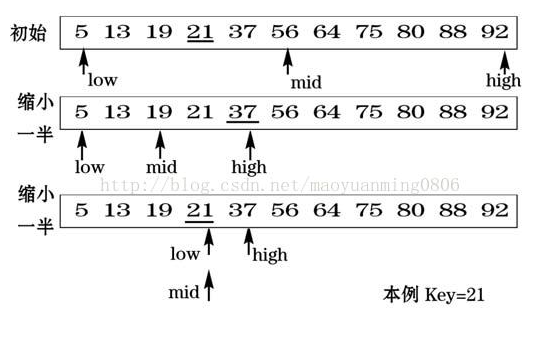 初始 5 13 19 21 37 56 64 75 80 88 92
low mid high
缩小
一半 5 13 19 21 37 56 64 75 80 88 92
low mid high
http://blog.csdn.net/maoyuanming0806
缩小
一半 5 13 19 21 37 56 64 75 80 88 92
low high
mid 本例 Key=21